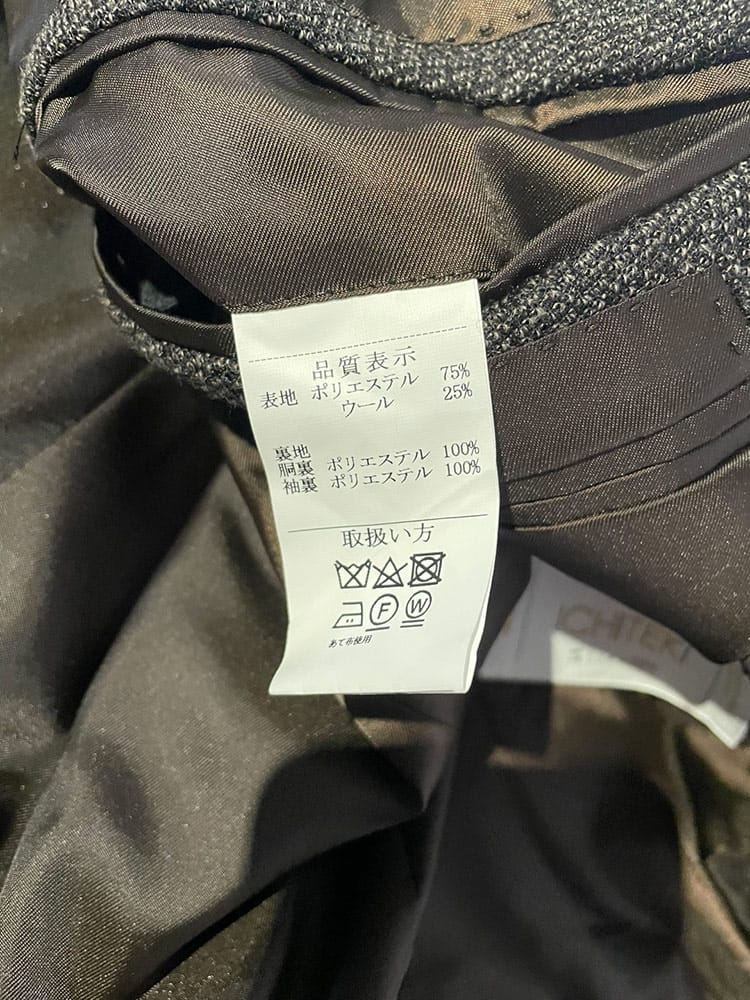 品質表示
表地 ポリエステル 75%
ウール 25%
裏地
胴裏 ポリエステル 100%
袖裏 ポリエステル 100%
取扱い方
F W
あて布使用